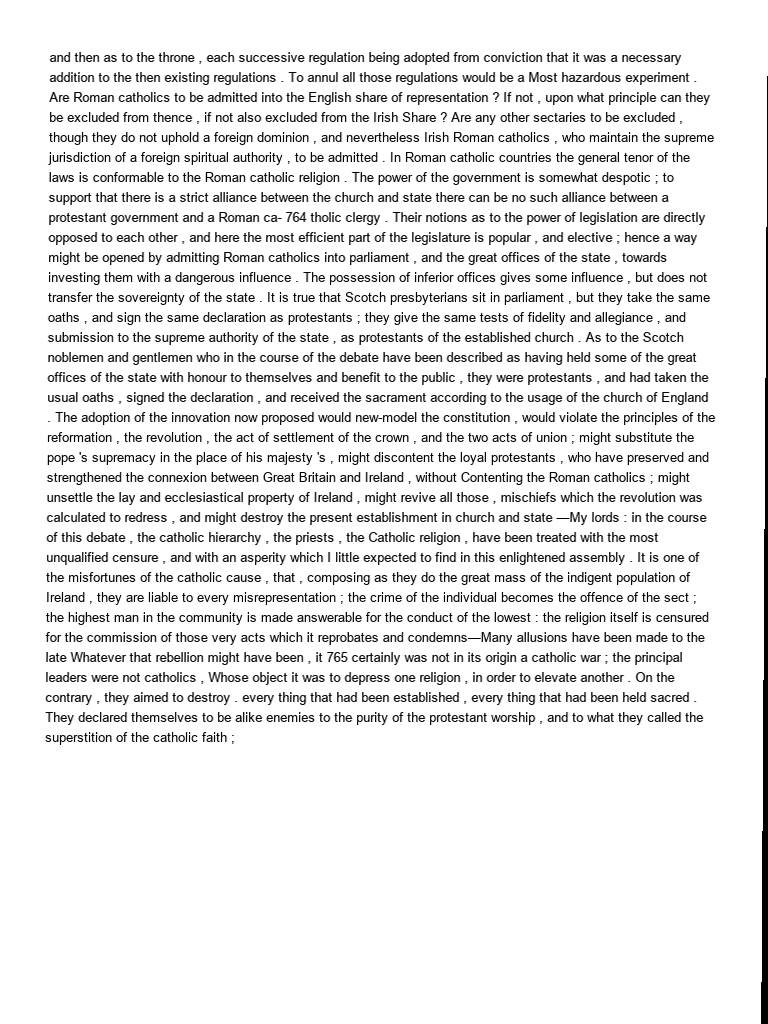 and then as to the throne , each successive regulation being adopted from conviction that it was a necessary
addition to the then existing regulations . To annul all those regulations would be a Most hazardous experiment .
Are Roman catholics to be admitted into the English share of representation ? If not , upon what principle can they
be excluded from thence , if not also excluded from the Irish Share ? Are any other sectaries to be excluded ,
though they do not uphold a foreign dominion , and nevertheless Irish Roman catholics , who maintain the supreme
jurisdiction of a foreign spiritual authority , to be admitted . In Roman catholic countries the general tenor of the
laws is conformable to the Roman catholic religion . The power of the government is somewhat despotic ; to
support that there is a strict alliance between the church and state there can be no such alliance between a
protestant government and a Roman ca- 764 tholic clergy . Their notions as to the power of legislation are directly
opposed to each other , and here the most efficient part of the legislature is popular , and elective ; hence a way
might be opened by admitting Roman catholics into parliament , and the great offices of the state , towards
investing them with a dangerous influence . The possession of inferior offices gives some influence , but does not
transfer the sovereignty of the state . It is true that Scotch presbyterians sit in parliament , but they take the same
oaths , and sign the same declaration as protestants ; they give the same tests of fidelity and allegiance , and
submission to the supreme authority of the state , as protestants of the established church . As to the Scotch
noblemen and gentlemen who in the course of the debate have been described as having held some of the great
offices of the state with honour to themselves and benefit to the public , they were protestants , and had taken the
usual oaths , signed the declaration , and received the sacrament according to the usage of the church of England
. The adoption of the innovation now proposed would new-model the constitution , would violate the principles of the
reformation , the revolution , the act of settlement of the crown , and the two acts of union ; might substitute the
pope 's supremacy in the place of his majesty 's , might discontent the loyal protestants , who have preserved and
strengthened the connexion between Great Britain and Ireland , without Contenting the Roman catholics ; might
unsettle the lay and ecclesiastical property of Ireland , might revive all those , mischiefs which the revolution was
calculated to redress , and might destroy the present establishment in church and state —My lords : in the course
of this debate , the catholic hierarchy , the priests , the Catholic religion , have been treated with the most
unqualified censure , and with an asperity which I little expected to find in this enlightened assembly . It is one of
the misfortunes of the catholic cause , that , composing as they do the great mass of the indigent population of
Ireland , they are liable to every misrepresentation ; the crime of the individual becomes the offence of the sect ;
the highest man in the community is made answerable for the conduct of the lowest : the religion itself is censured
for the commission of those very acts which it reprobates and condemns—Many allusions have been made to the
late Whatever that rebellion might have been , it 765 certainly was not in its origin a catholic war ; the principal
leaders were not catholics , Whose object it was to depress one religion , in order to elevate another . On the
contrary , they aimed to destroy . every thing that had been established , every thing that had been held sacred .
They declared themselves to be alike enemies to the purity of the protestant worship , and to what they called the
superstition of the catholic faith ;